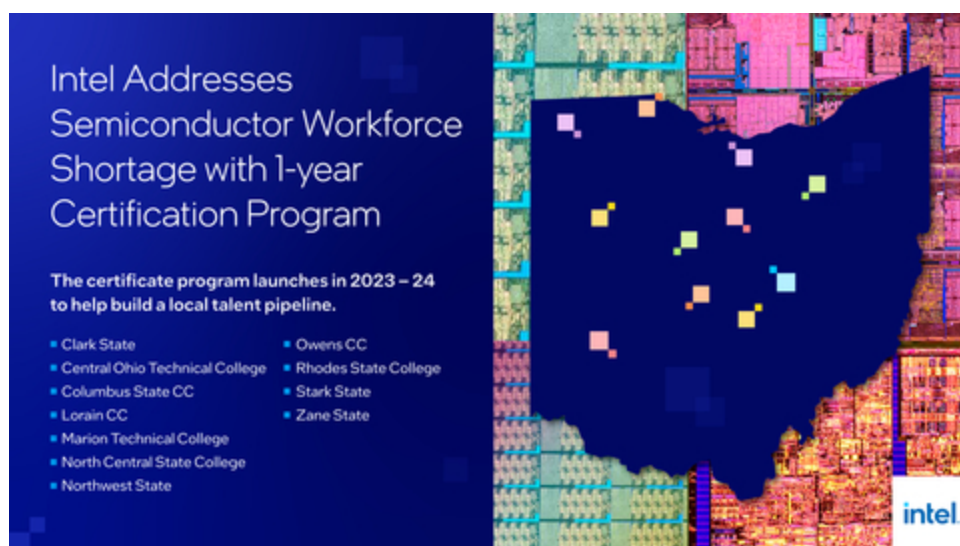 Intel Addresses
Semiconductor Workforce
Shortage with 1-year
Certification Program
The certificate program launches in 2023 – 24
to help build a local talent pipeline.
Clark State
Central Ohio Technical College
Columbus State CC
Lorain CC
Marion Technical College
North Central State College
Northwest State
Owens CC
Rhodes State College
Stark State
Zane State
intel.